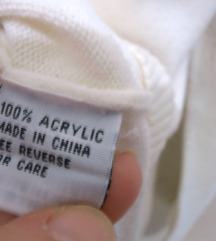 100% ACRYLIC
MADE IN CHINA
EE REVERSE
OR CARE